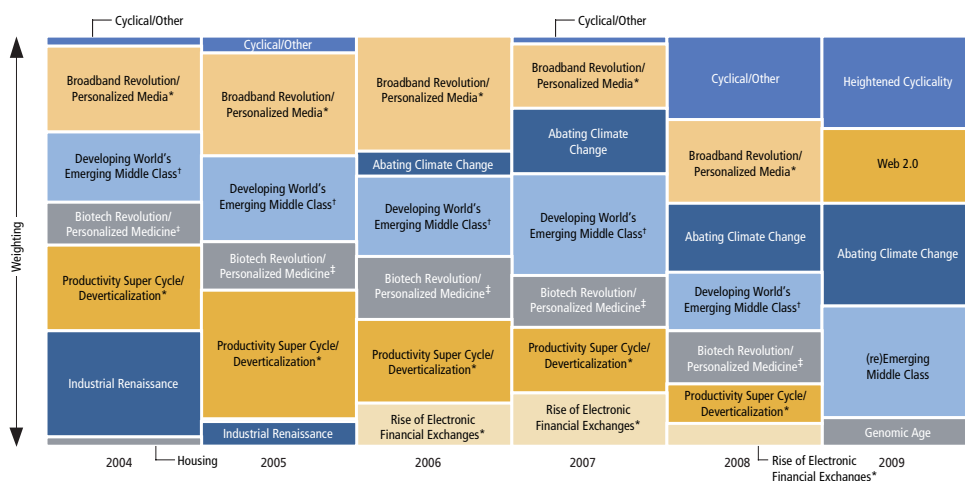 Cyclical/Other
Cyclical/Other
Weighting
Broadband Revolution/
Personalized Media*
Developing World's
Emerging Middle Class†
Biotech Revolution/
Personalized Medicine‡
Productivity Super Cycle/
Deverticalization*
Industrial Renaissance
Cyclical/Other
Broadband Revolution/
Personalized Media*
Developing World's
Emerging Middle Class†
Biotech Revolution/
Personalized Medicine‡
Productivity Super Cycle/
Deverticalization*
Industrial Renaissance
Broadband Revolution/
Personalized Media*
Abating Climate Change
Developing World's
Emerging Middle Class†
Biotech Revolution/
Personalized Medicine‡
Productivity Super Cycle/
Deverticalization*
Rise of Electronic
Financial Exchanges*
Broadband Revolution/
Personalized Media*
Abating Climate
Change
Developing World's
Emerging Middle Class†
Biotech Revolution/
Personalized Medicine‡
Productivity Super Cycle/
Deverticalization*
Rise of Electronic
Financial Exchanges*
Cyclical/Other
Broadband Revolution/
Personalized Media*
Abating Climate Change
Developing World's
Emerging Middle Class†
Biotech Revolution/
Personalized Medicine‡
Productivity Super Cycle/
Deverticalization*
Heightened Cyclicality
Web 2.0
Abating Climate Change
(re)Emerging
Middle Class
Genomic Age
2004
Housing
2005
2006
2007
2008
Rise of Electronic
Financial Exchanges*
2009